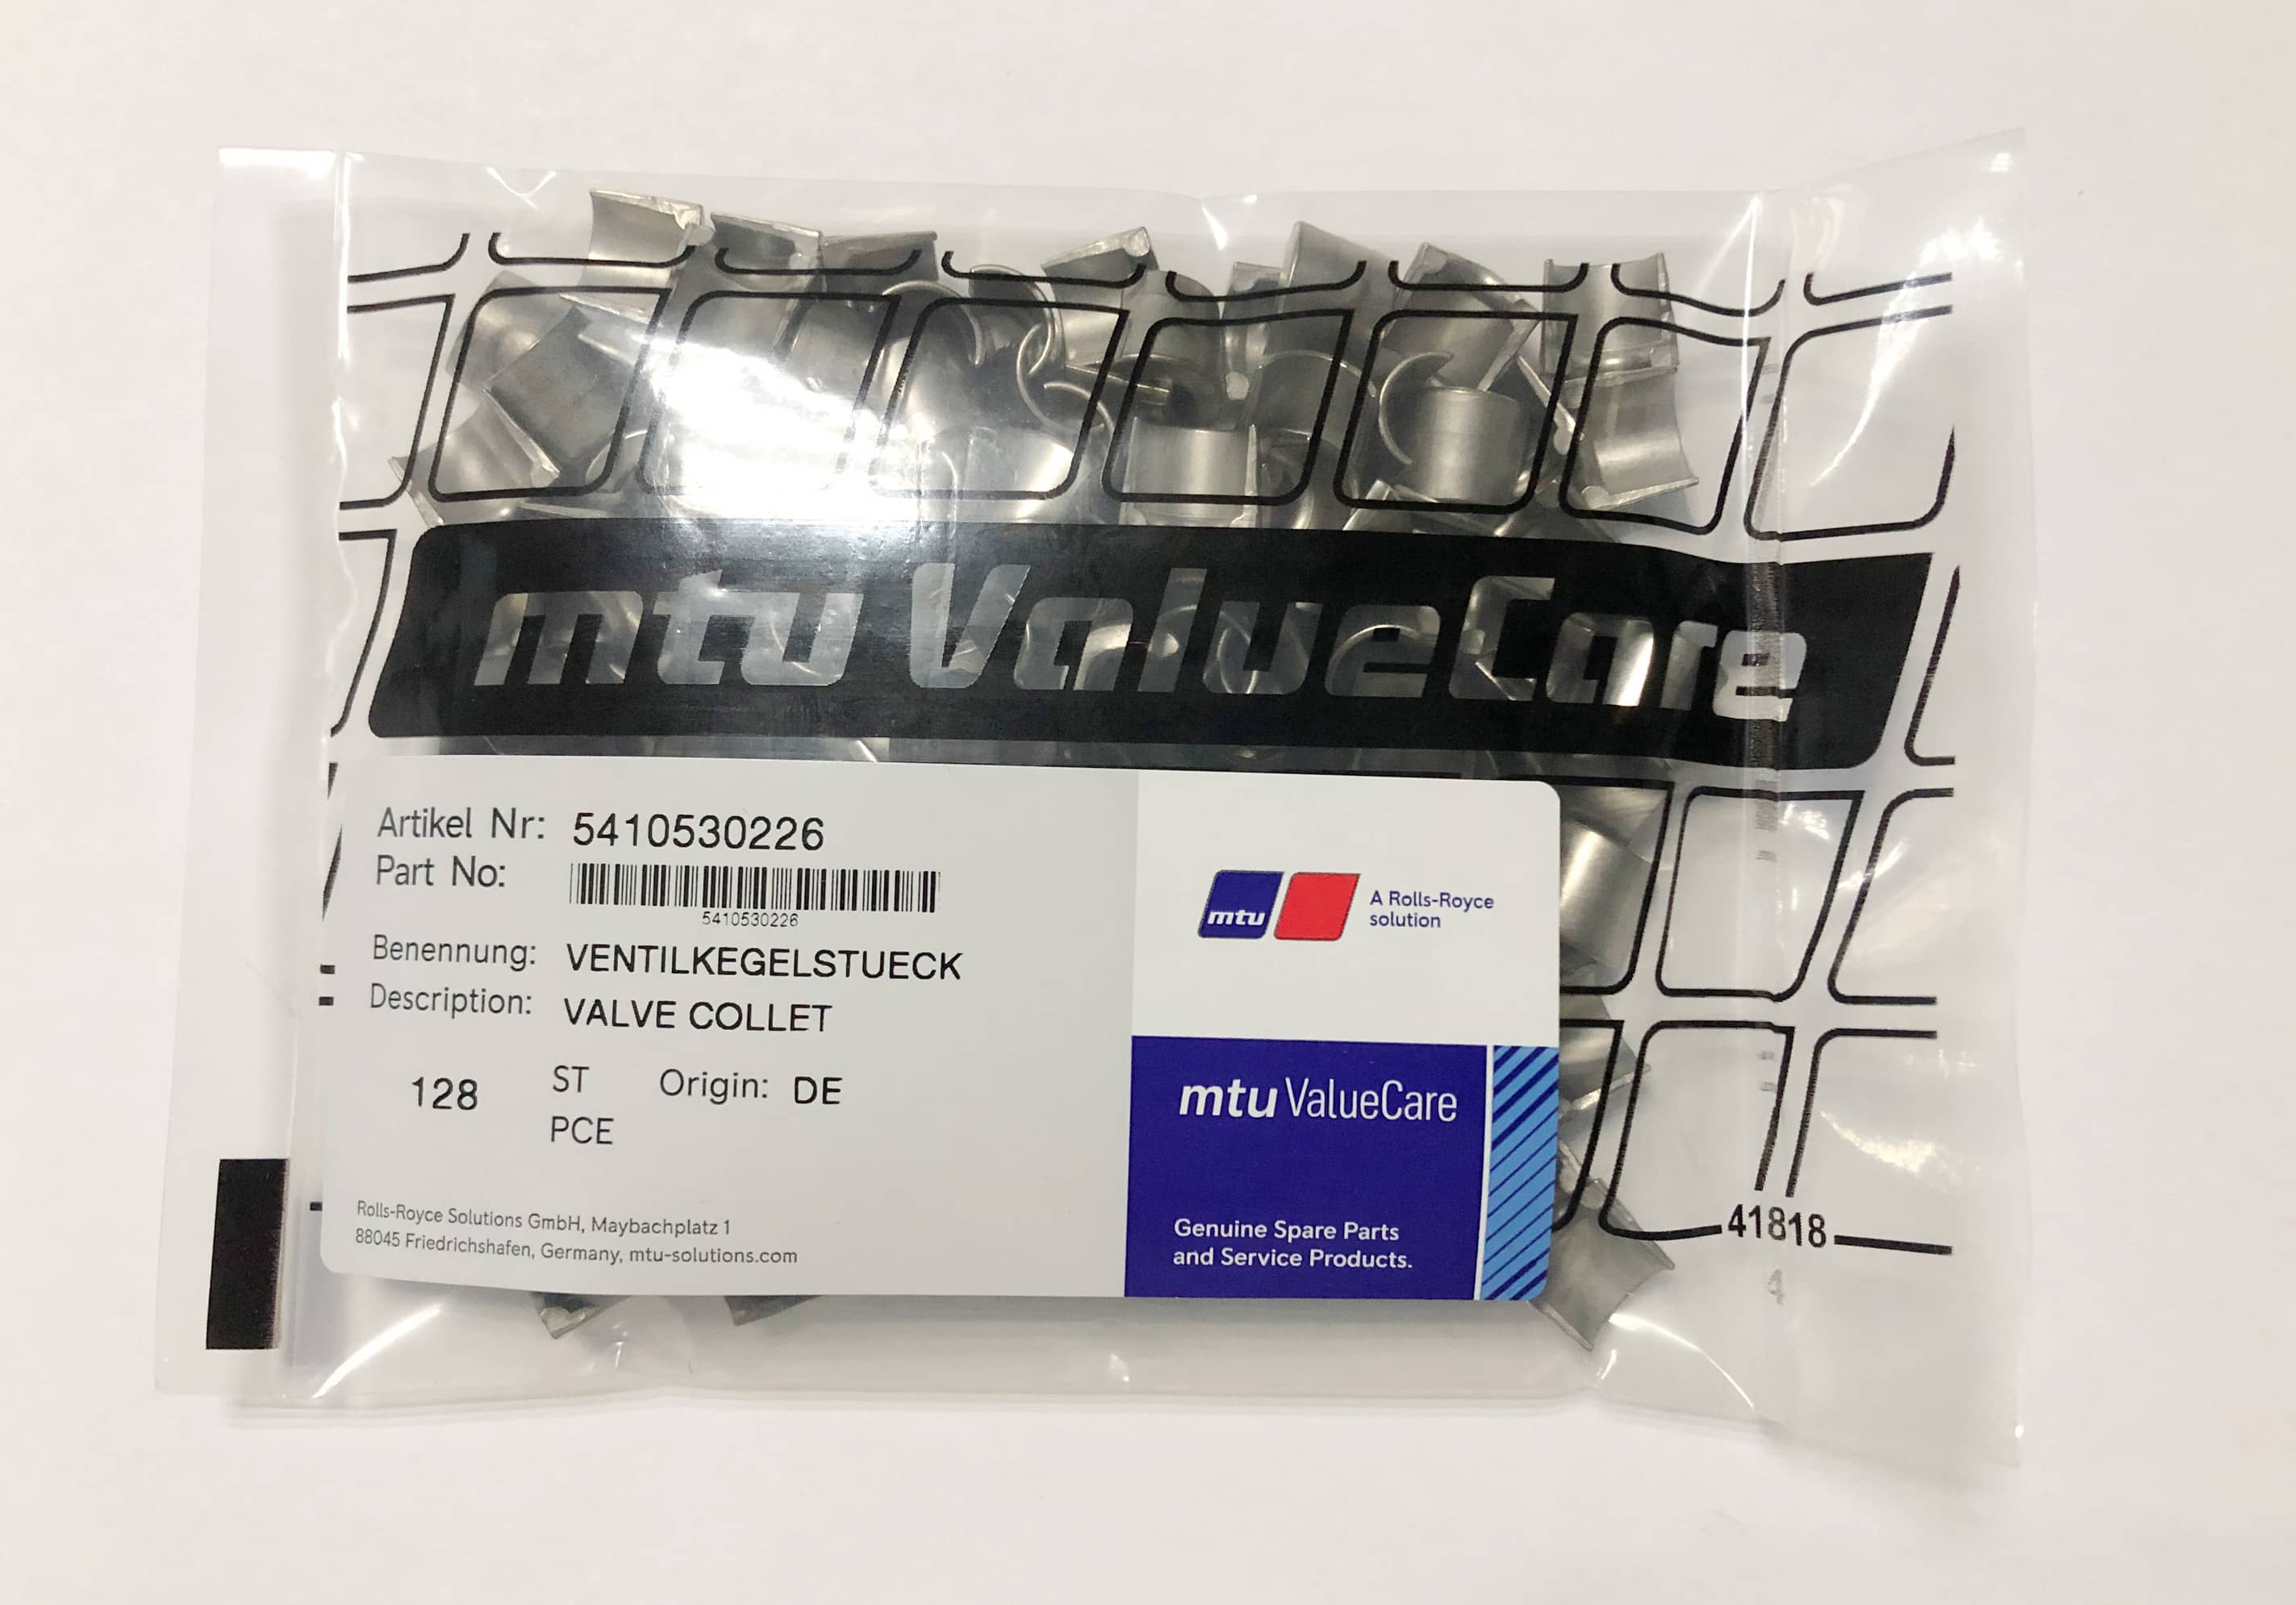 mtu ValueCare
Artikel Nr: 5410530226
Part No:
5410530226
Benennung: VENTILKEGELSTUECK
Description: VALVE COLLET
128 ST Origin: DE
PCE
Rolls-Royce Solutions GmbH, Maybachplatz 1
88045 Friedrichshafen, Germany, mtu-solutions.com
mtu
A Rolls-Royce
solution
mtu ValueCare
Genuine Spare Parts
and Service Products.
41818
4